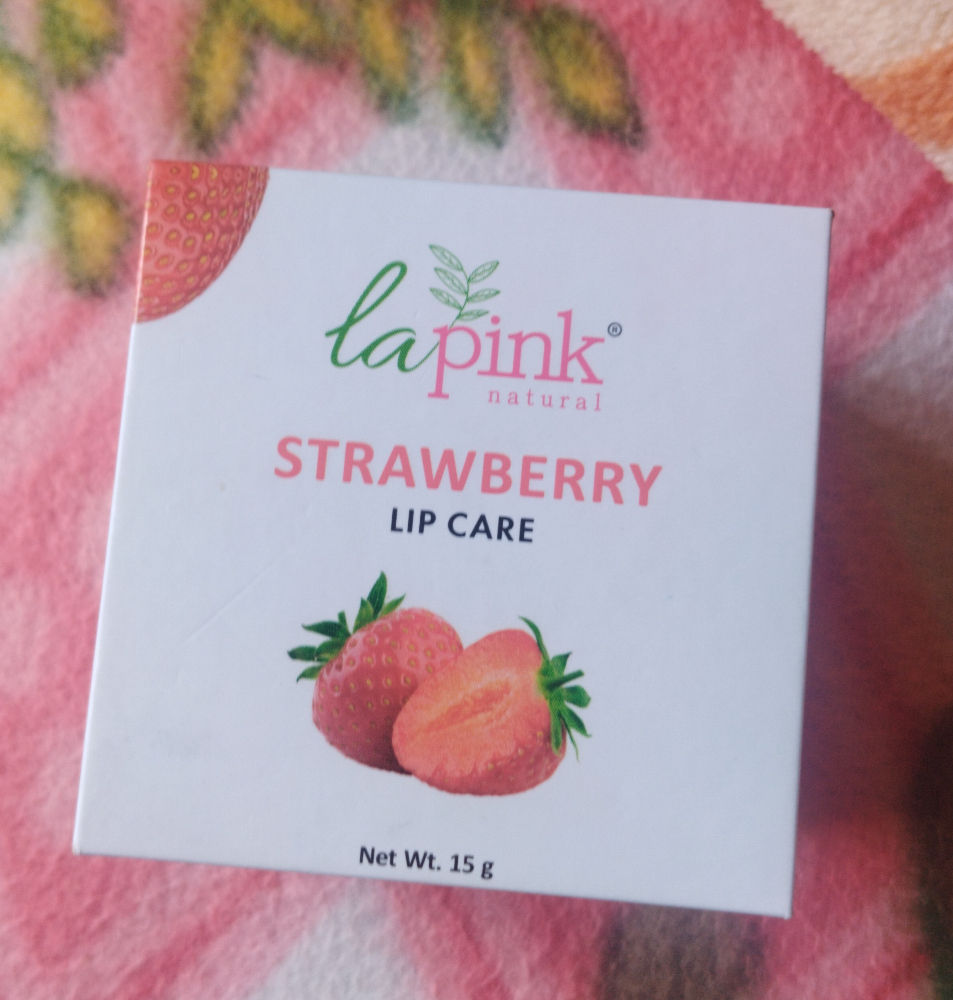 lapink®
natural
STRAWBERRY
LIP CARE
Net Wt. 15 g